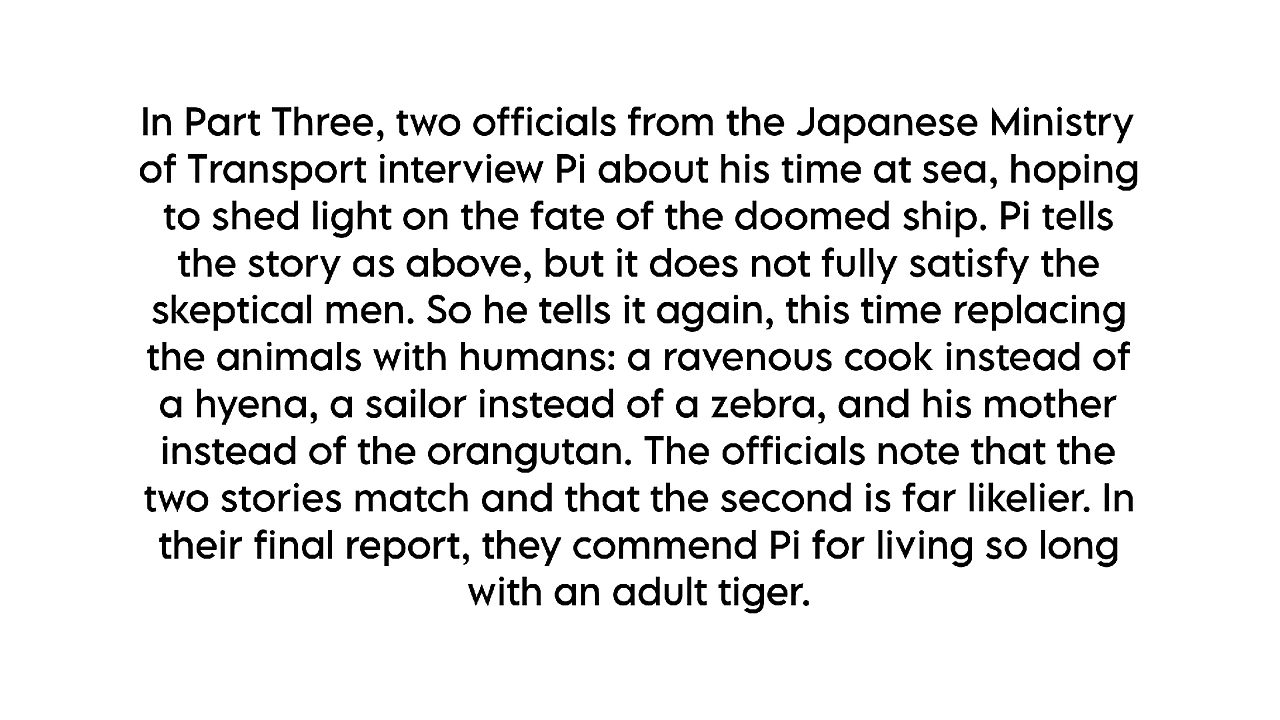 In Part Three, two officials from the Japanese Ministry
of Transport interview Pi about his time at sea, hoping
to shed light on the fate of the doomed ship. Pi tells
the story as above, but it does not fully satisfy the
skeptical men. So he tells it again, this time replacing
the animals with humans: a ravenous cook instead of
a hyena, a sailor instead of a zebra, and his mother
instead of the orangutan. The officials note that the
two stories match and that the second is far likelier. In
their final report, they commend Pi for living so long
with an adult tiger.